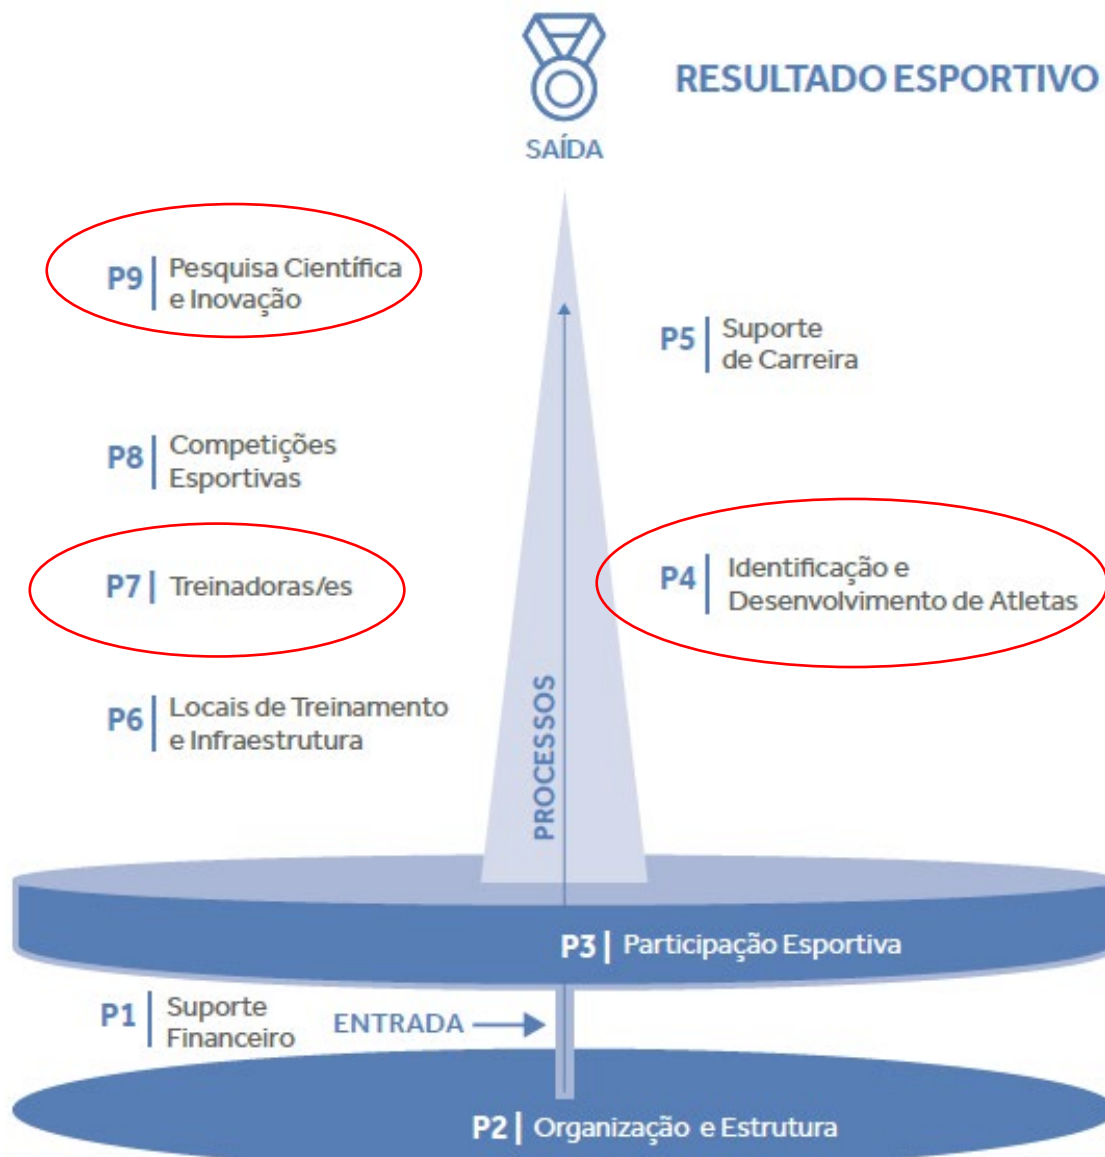 RESULTADO ESPORTIVO
SAÍDA
P9 | Pesquisa Científica
e Inovação
P5 | Suporte
de Carreira
P8 | Competições
Esportivas
P7 | Treinadoras/es
P4 | Identificação e
Desenvolvimento de Atletas
P6 | Locais de Treinamento
e Infraestrutura
PROCESSOS
P3 | Participação Esportiva
P1 | Suporte
Financeiro
ENTRADA
P2 | Organização e Estrutura